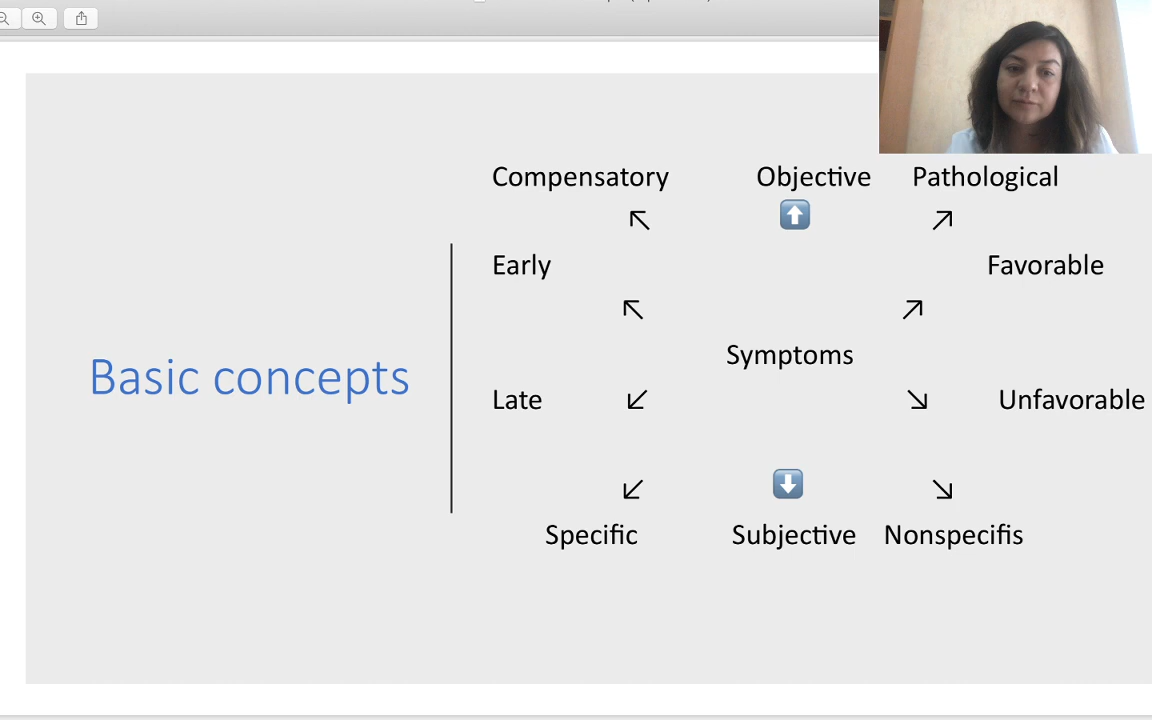 Compensatory Objective Pathological
Early Favorable
Symptoms
Basic concepts
Late Unfavorable
Specific Subjective Nonspecifis